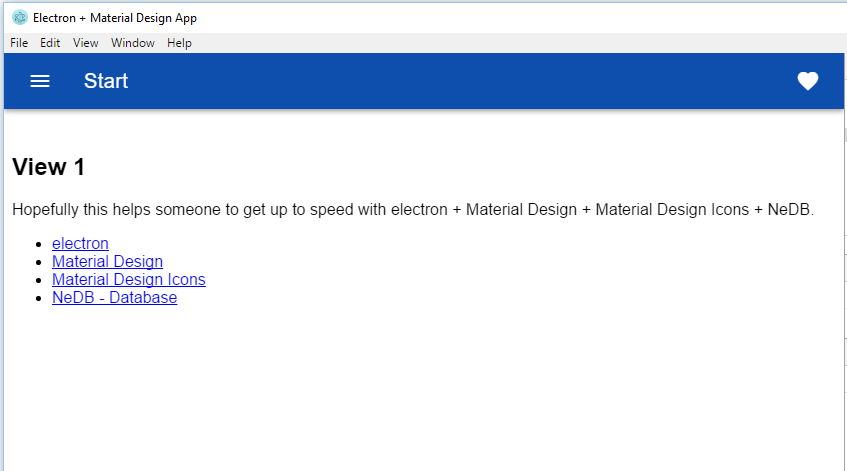 Electron + Material Design App
File Edit View Window Help
Start
View 1
Hopefully this helps someone to get up to speed with electron + Material Design + Material Design Icons + NeDB.
electron
Material Design
Material Design Icons
NeDB - Database